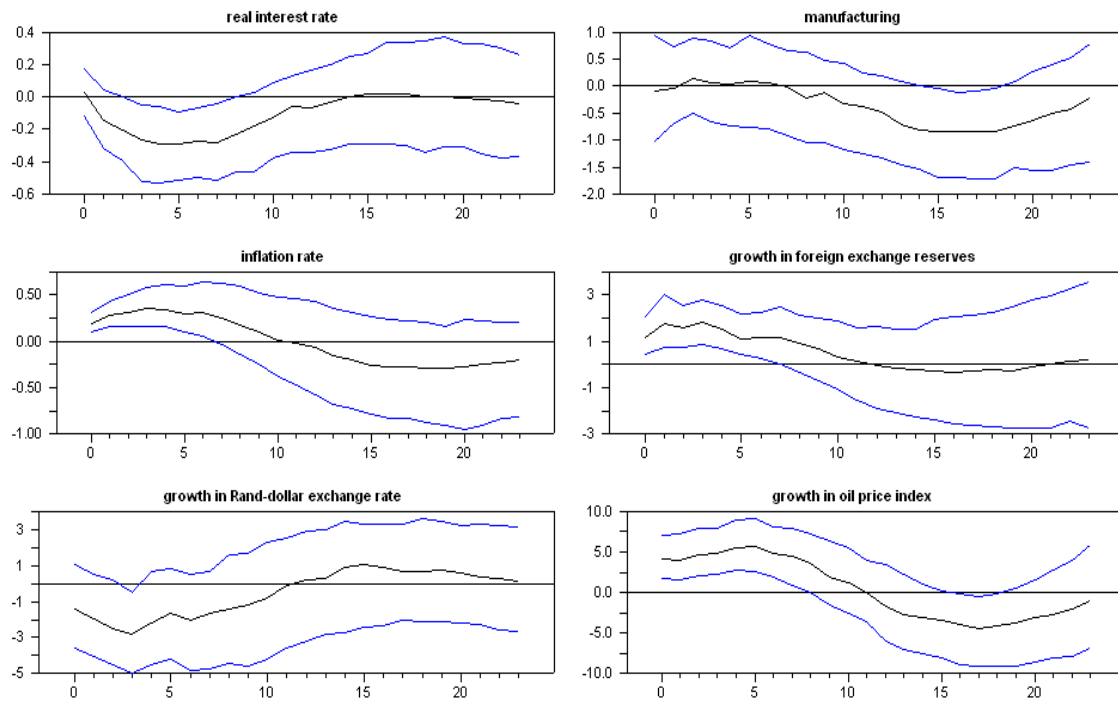 real interest rate
0.4
0.2
0.0
-0.2
-0.4
-0.6
0 5 10 15 20
manufacturing
1.0
0.5
0.0
-0.5
-1.0
-1.5
-2.0
0 5 10 15 20
inflation rate
0.50
0.00
-0.50
-1.00
0 5 10 15 20
growth in foreign exchange reserves
3
1
-1
-3
0 5 10 15 20
growth in Rand-dollar exchange rate
3
1
-1
-3
-5
0 5 10 15 20
growth in oil price index
10.0
5.0
0.0
-5.0
-10.0
0 5 10 15 20